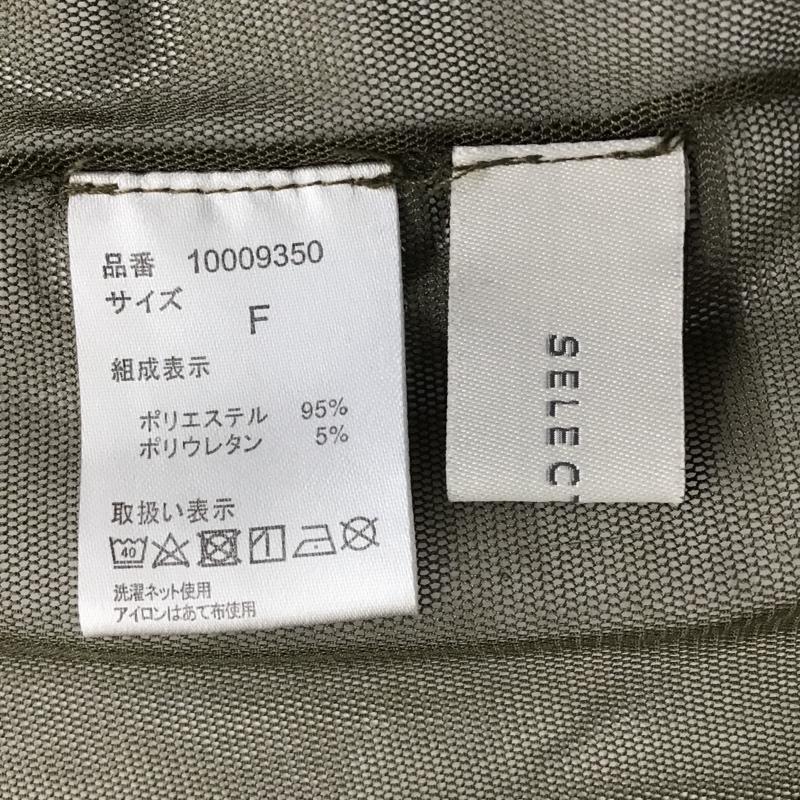 品番 10009350
サイズ F
組成表示
ポリエステル 95%
ポリウレタン 5%
取扱い表示
40
洗濯ネット使用
アイロンはあて布使用
SELECT